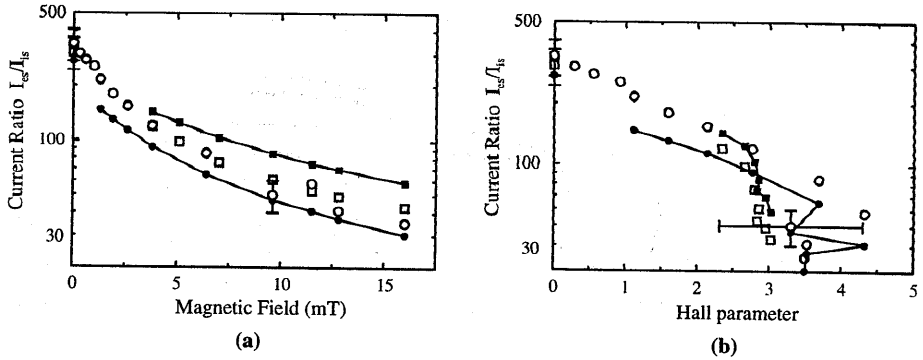 500
100
30
Current Ratio I_es/I_is
0
5
10
15
Magnetic Field (mT)
(a)
500
100
30
Current Ratio I_es/I_is
0
1
2
3
4
5
Hall parameter
(b)